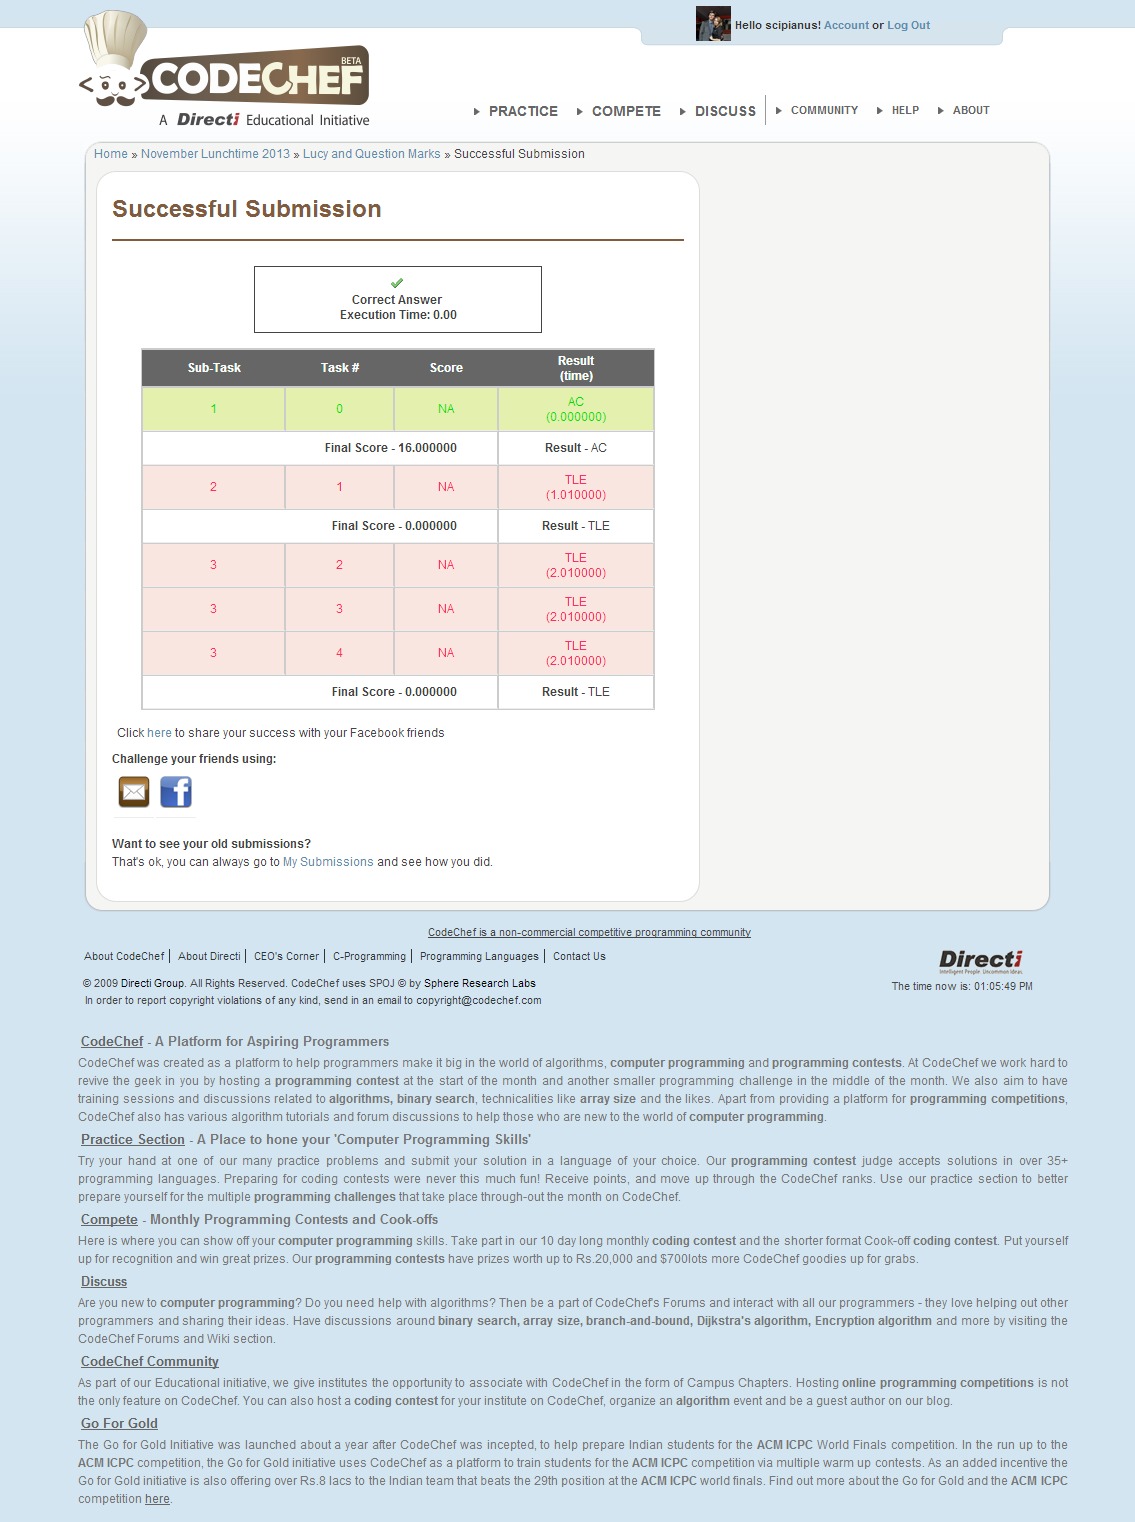 Hello scipianus! Account or Log Out
CODECHEF BETA
A Directi Educational Initiative
PRACTICE COMPETE DISCUSS COMMUNITY HELP ABOUT
Home » November Lunchtime 2013 » Lucy and Question Marks » Successful Submission
Successful Submission
Correct Answer
Execution Time: 0.00
Sub-Task Task # Score Result
(time)
1 0 NA AC
(0.000000)
Final Score - 16.000000 Result - AC
2 1 NA TLE
(1.010000)
Final Score - 0.000000 Result - TLE
3 2 NA TLE
(2.010000)
3 3 NA TLE
(2.010000)
3 4 NA TLE
(2.010000)
Final Score - 0.000000 Result - TLE
Click here to share your success with your Facebook friends
Challenge your friends using:
Want to see your old submissions?
That's ok, you can always go to My Submissions and see how you did.
CodeChef is a non-commercial competitive programming community
About CodeChef | About Directi | CEO's Corner | C-Programming | Programming Languages | Contact Us
Directi
Intelligent People. Uncommon Ideas.
© 2009 Directi Group. All Rights Reserved. CodeChef uses SPOJ © by Sphere Research Labs
The time now is: 01:05:49 PM
In order to report copyright violations of any kind, send in an email to copyright@codechef.com
CodeChef - A Platform for Aspiring Programmers
CodeChef was created as a platform to help programmers make it big in the world of algorithms, computer programming and programming contests. At CodeChef we work hard to
revive the geek in you by hosting a programming contest at the start of the month and another smaller programming challenge in the middle of the month. We also aim to have
training sessions and discussions related to algorithms, binary search, technicalities like array size and the likes. Apart from providing a platform for programming competitions,
CodeChef also has various algorithm tutorials and forum discussions to help those who are new to the world of computer programming.
Practice Section - A Place to hone your 'Computer Programming Skills'
Try your hand at one of our many practice problems and submit your solution in a language of your choice. Our programming contest judge accepts solutions in over 35+
programming languages. Preparing for coding contests were never this much fun! Receive points, and move up through the CodeChef ranks. Use our practice section to better
prepare yourself for the multiple programming challenges that take place through-out the month on CodeChef.
Compete - Monthly Programming Contests and Cook-offs
Here is where you can show off your computer programming skills. Take part in our 10 day long monthly coding contest and the shorter format Cook-off coding contest. Put yourself
up for recognition and win great prizes. Our programming contests have prizes worth up to Rs.20,000 and $700lots more CodeChef goodies up for grabs.
Discuss
Are you new to computer programming? Do you need help with algorithms? Then be a part of CodeChef's Forums and interact with all our programmers - they love helping out other
programmers and sharing their ideas. Have discussions around binary search, array size, branch-and-bound, Dijkstra's algorithm, Encryption algorithm and more by visiting the
CodeChef Forums and Wiki section.
CodeChef Community
As part of our Educational initiative, we give institutes the opportunity to associate with CodeChef in the form of Campus Chapters. Hosting online programming competitions is not
the only feature on CodeChef. You can also host a coding contest for your institute on CodeChef, organize an algorithm event and be a guest author on our blog.
Go For Gold
The Go for Gold Initiative was launched about a year after CodeChef was incepted, to help prepare Indian students for the ACM ICPC World Finals competition. In the run up to the
ACM ICPC competition, the Go for Gold initiative uses CodeChef as a platform to train students for the ACM ICPC competition via multiple warm up contests. As an added incentive the
Go for Gold initiative is also offering over Rs.8 lacs to the Indian team that beats the 29th position at the ACM ICPC world finals. Find out more about the Go for Gold and the ACM ICPC
competition here.